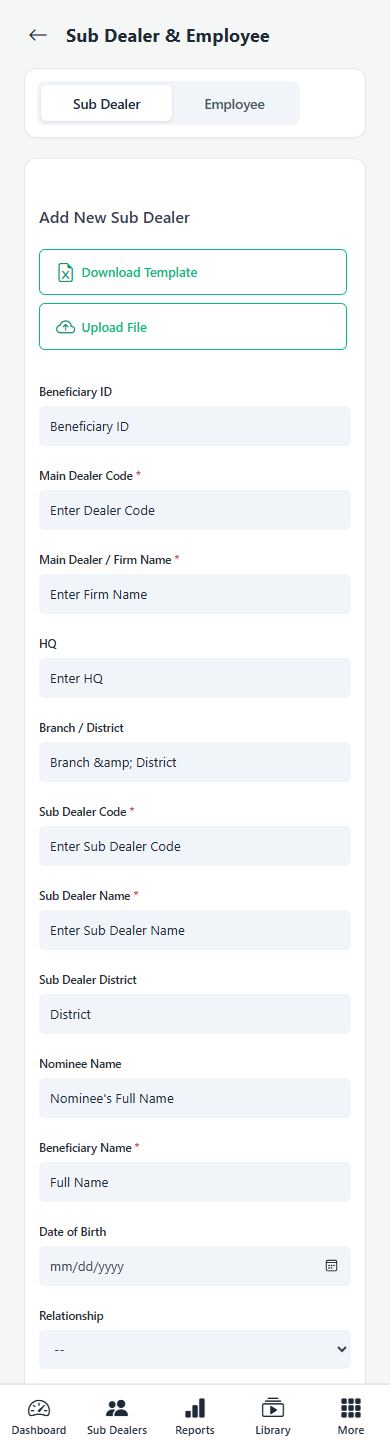 Sub Dealer & Employee
Sub Dealer
Employee
Add New Sub Dealer
Download Template
Upload File
Beneficiary ID
Beneficiary ID
Main Dealer Code *
Enter Dealer Code
Main Dealer / Firm Name *
Enter Firm Name
HQ
Enter HQ
Branch / District
Branch &amp; District
Sub Dealer Code *
Enter Sub Dealer Code
Sub Dealer Name *
Enter Sub Dealer Name
Sub Dealer District
District
Nominee Name
Nominee's Full Name
Beneficiary Name *
Full Name
Date of Birth
mm/dd/yyyy
Relationship
--
Dashboard
Sub Dealers
Reports
Library
More